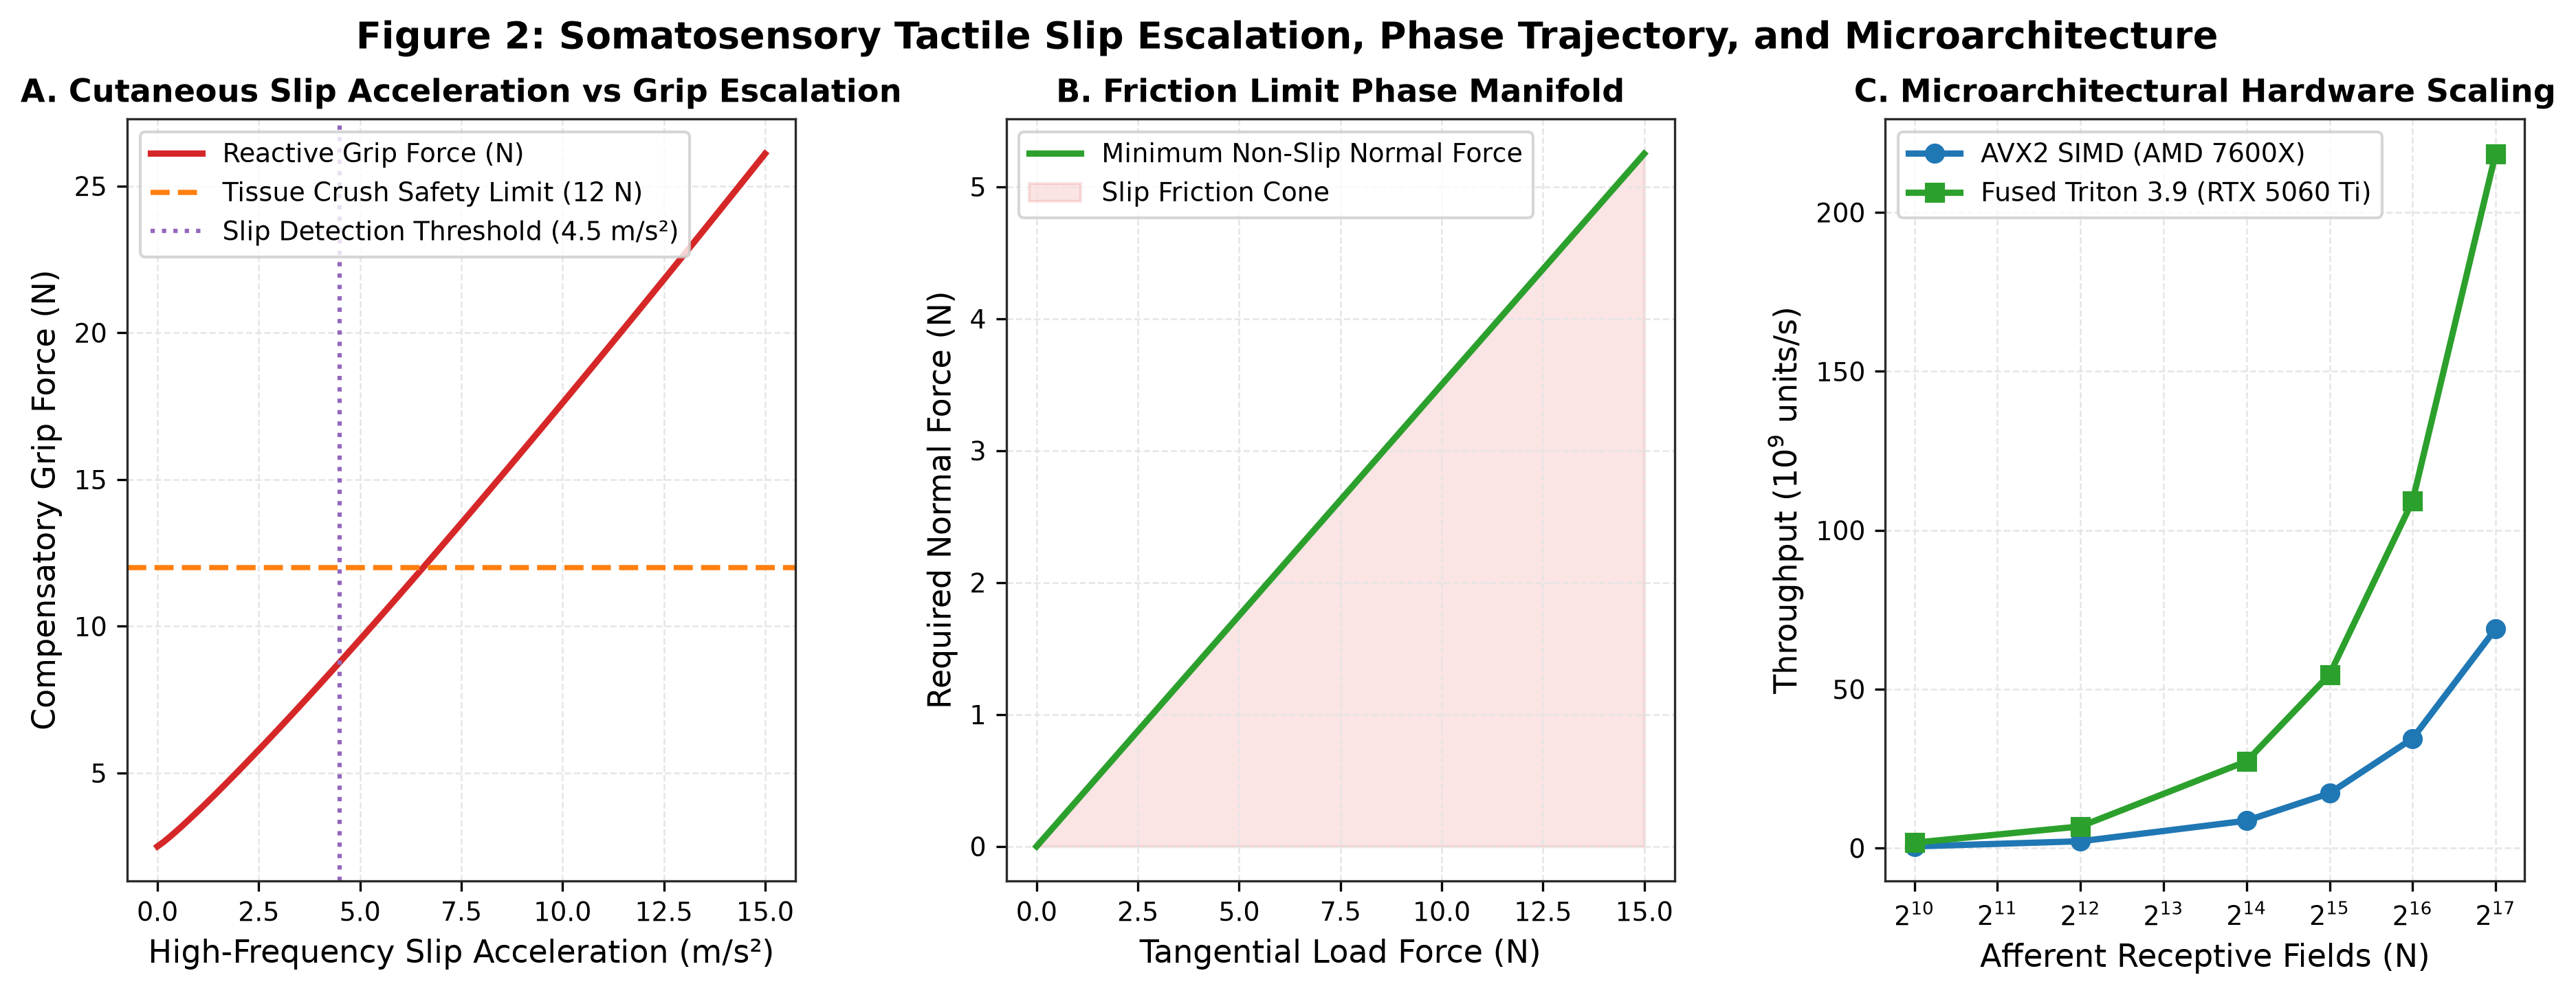 Figure 2: Somatosensory Tactile Slip Escalation, Phase Trajectory, and Microarchitecture
A. Cutaneous Slip Acceleration vs Grip Escalation
Reactive Grip Force (N)
Tissue Crush Safety Limit (12 N)
Slip Detection Threshold (4.5 m/s²)
Compensatory Grip Force (N)
25
20
15
10
5
0.0 2.5 5.0 7.5 10.0 12.5 15.0
High-Frequency Slip Acceleration (m/s²)
B. Friction Limit Phase Manifold
Minimum Non-Slip Normal Force
Slip Friction Cone
Required Normal Force (N)
5
4
3
2
1
0
0.0 2.5 5.0 7.5 10.0 12.5 15.0
Tangential Load Force (N)
C. Microarchitectural Hardware Scaling
AVX2 SIMD (AMD 7600X)
Fused Triton 3.9 (RTX 5060 Ti)
Throughput (10⁹ units/s)
200
150
100
50
0
2¹⁰ 2¹¹ 2¹² 2¹³ 2¹⁴ 2¹⁵ 2¹⁶ 2¹⁷
Afferent Receptive Fields (N)